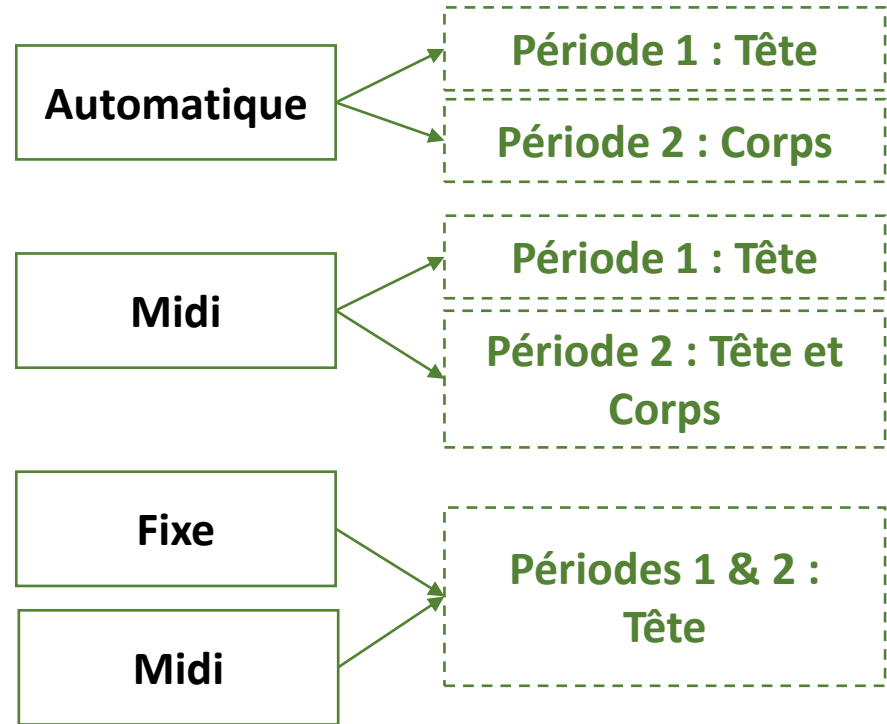 Automatique
Période 1 : Tête
Période 2 : Corps
Midi
Période 1 : Tête
Période 2 : Tête et
Corps
Fixe
Midi
Périodes 1 & 2 :
Tête